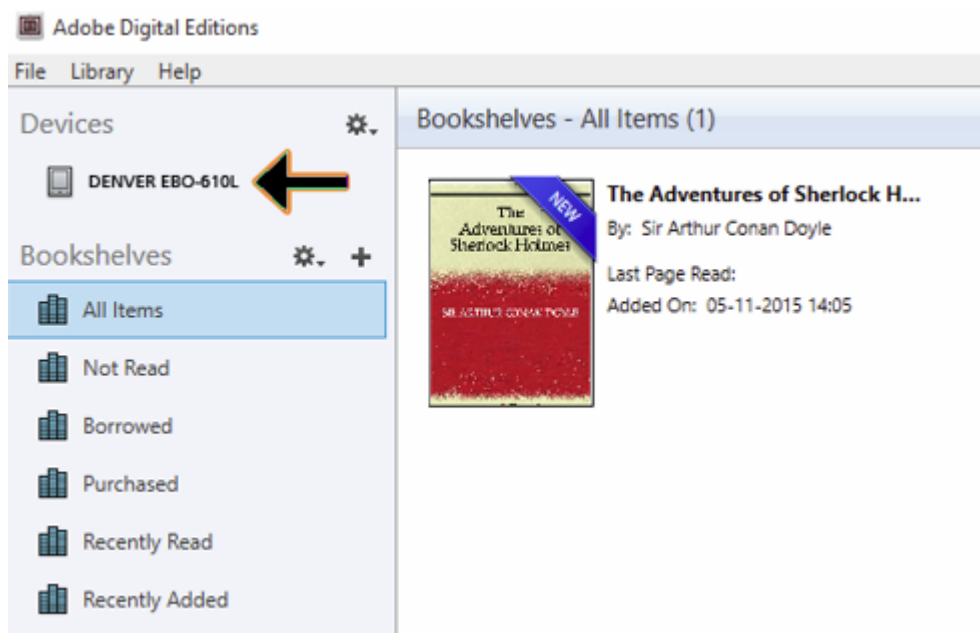 Adobe Digital Editions
File Library Help
Devices
DENVER EBO-610L
Bookshelves
All Items
Not Read
Borrowed
Purchased
Recently Read
Recently Added
Bookshelves - All Items (1)
NEW
The
Adventures of
Sherlock Holmes
SIR ARTHUR CONAN DOYLE
The Adventures of Sherlock H...
By: Sir Arthur Conan Doyle
Last Page Read:
Added On: 05-11-2015 14:05